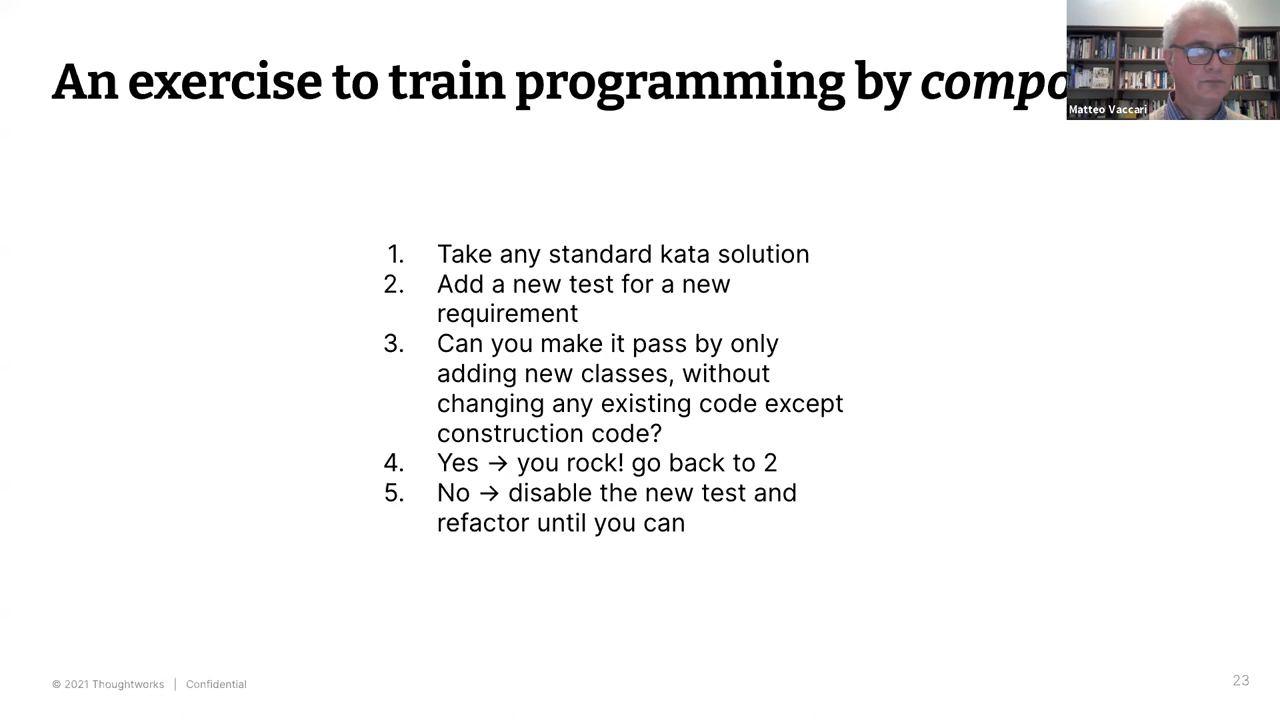 An exercise to train programming by compo
Matteo Vaccari
1. Take any standard kata solution
2. Add a new test for a new
requirement
3. Can you make it pass by only
adding new classes, without
changing any existing code except
construction code?
4. Yes → you rock! go back to 2
5. No → disable the new test and
refactor until you can
© 2021 Thoughtworks | Confidential
23